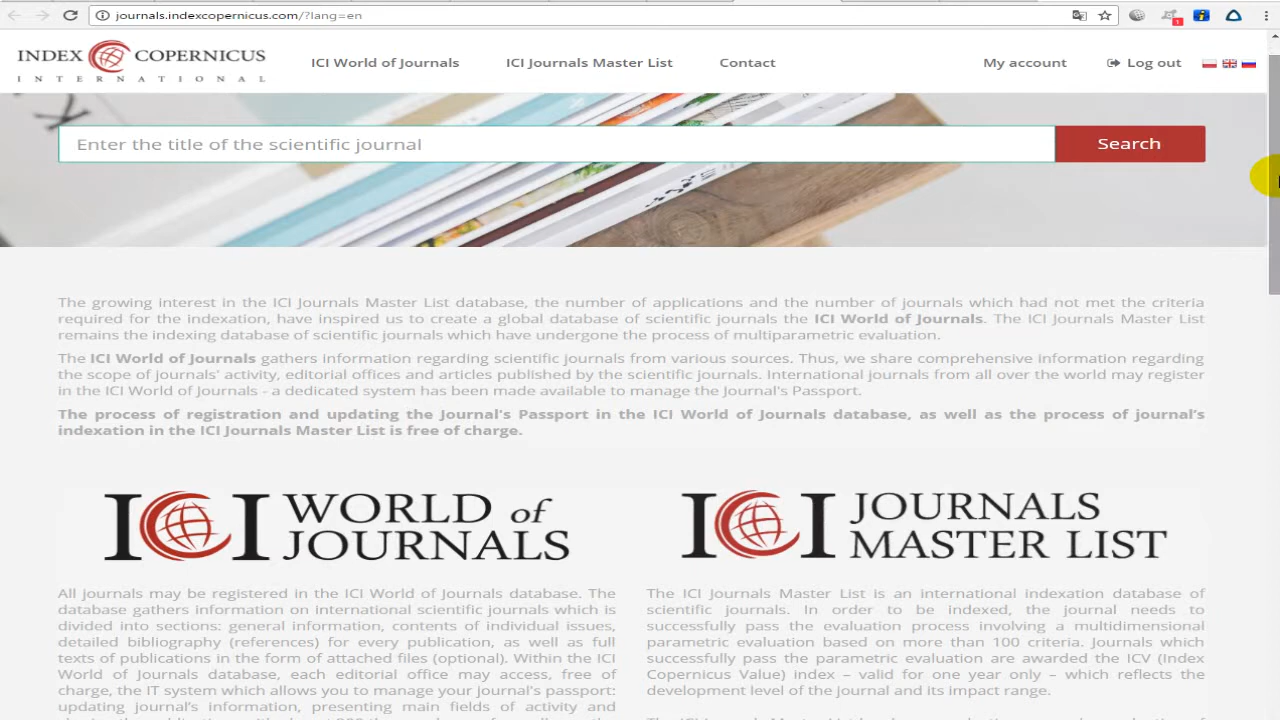 journals.indexcopernicus.com/?lang=en
INDEX COPERNICUS
INTERNATIONAL
ICI World of Journals
ICI Journals Master List
Contact
My account
Log out
Enter the title of the scientific journal
Search
The growing interest in the ICI Journals Master List database, the number of applications and the number of journals which had not met the criteria
required for the indexation, have inspired us to create a global database of scientific journals the ICI World of Journals. The ICI Journals Master List
remains the indexing database of scientific journals which have undergone the process of multiparametric evaluation.
The ICI World of Journals gathers information regarding scientific journals from various sources. Thus, we share comprehensive information regarding
the scope of journals' activity, editorial offices and articles published by the scientific journals. International journals from all over the world may register
in the ICI World of Journals - a dedicated system has been made available to manage the Journal's Passport.
The process of registration and updating the Journal's Passport in the ICI World of Journals database, as well as the process of journal's
indexation in the ICI Journals Master List is free of charge.
ICI WORLD of JOURNALS
ICI JOURNALS MASTER LIST
All journals may be registered in the ICI World of Journals database. The
database gathers information on international scientific journals which is
divided into sections: general information, contents of individual issues,
detailed bibliography (references) for every publication, as well as full
texts of publications in the form of attached files (optional). Within the ICI
World of Journals database, each editorial office may access, free of
charge, the IT system which allows you to manage your journal's passport:
updating journal's information, presenting main fields of activity and
The ICI Journals Master List is an international indexation database of
scientific journals. In order to be indexed, the journal needs to
successfully pass the evaluation process involving a multidimensional
parametric evaluation based on more than 100 criteria. Journals which
successfully pass the parametric evaluation are awarded the ICV (Index
Copernicus Value) index – valid for one year only – which reflects the
development level of the journal and its impact range.